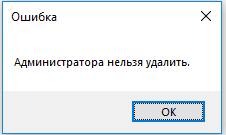 Ошибка
Администратора нельзя удалить.
OK